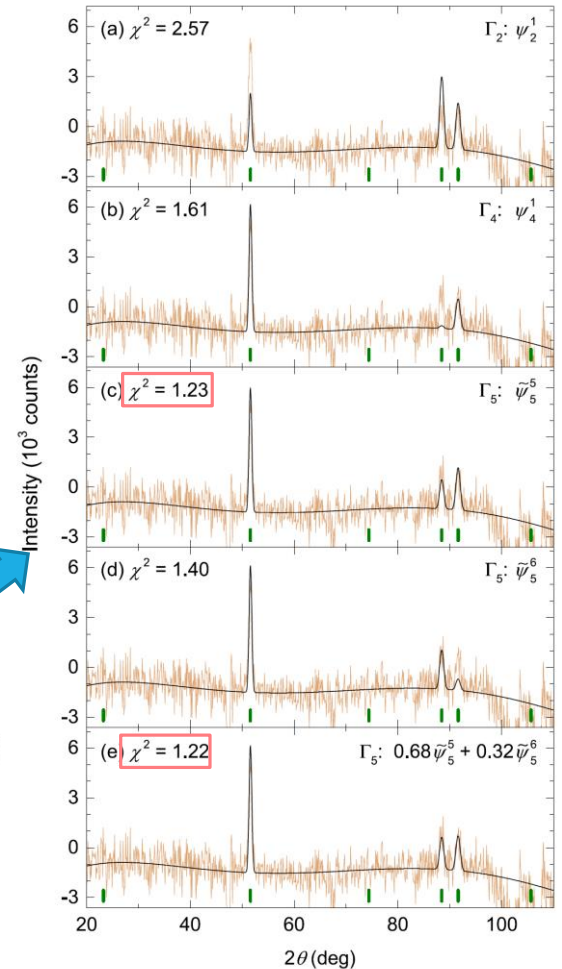 6
3
0
-3
(a) χ² = 2.57
Γ₂: ψ₂¹
6
3
0
-3
(b) χ² = 1.61
Γ₄: ψ₄¹
6
3
0
-3
(c) χ² = 1.23
Γ₅: ψ̃₅⁵
6
3
0
-3
(d) χ² = 1.40
Γ₅: ψ̃₅⁶
6
3
0
-3
(e) χ² = 1.22
Γ₅: 0.68 ψ̃₅⁵ + 0.32 ψ̃₅⁶
Intensity (10³ counts)
20 40 60 80 100
2θ (deg)